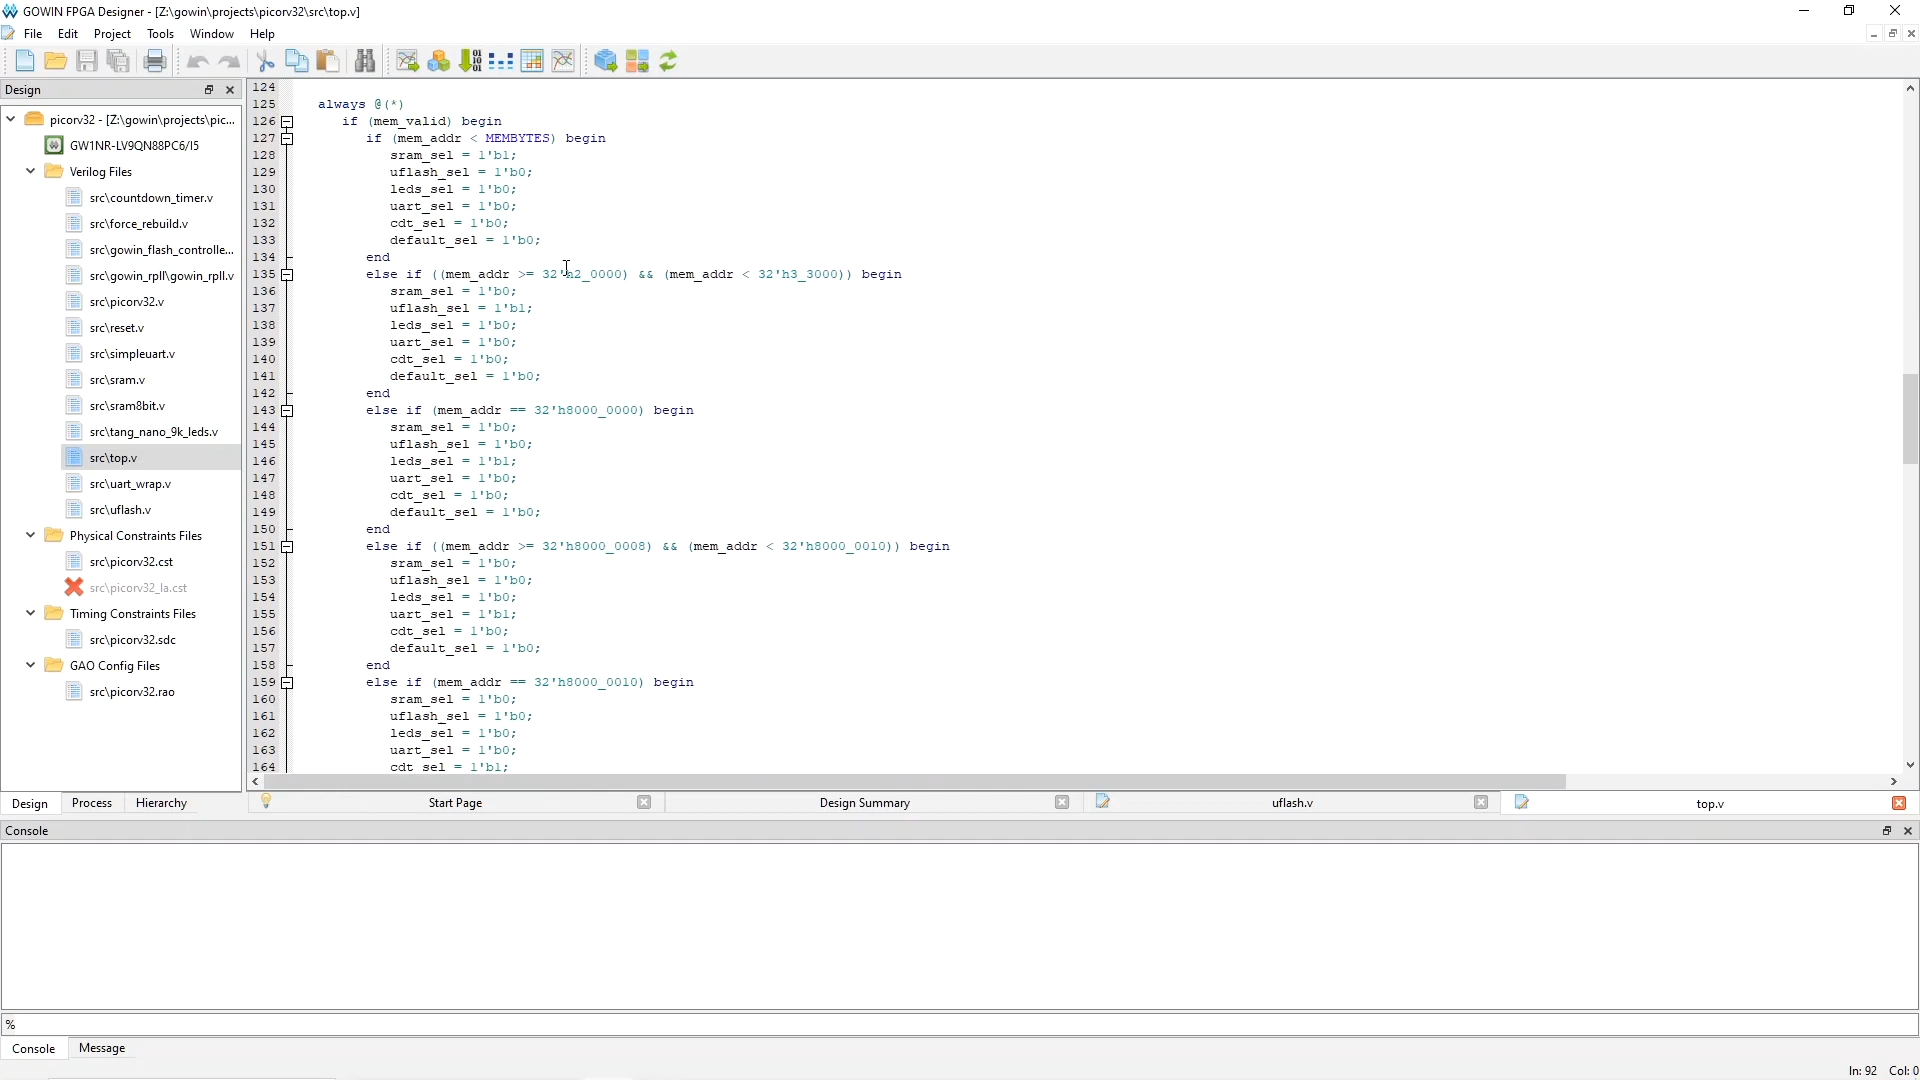 GOWIN FPGA Designer - [Z:\gowin\projects\picorv32\src\top.v]
File Edit Project Tools Window Help
Design
picorv32 - [Z:\gowin\projects\pic...
GW1NR-LV9QN88PC6/I5
Verilog Files
src\countdown_timer.v
src\force_rebuild.v
src\gowin_flash_controlle...
src\gowin_rpll\gowin_rpll.v
src\picorv32.v
src\reset.v
src\simpleuart.v
src\sram.v
src\sram8bit.v
src\tang_nano_9k_leds.v
src\top.v
src\uart_wrap.v
src\uflash.v
Physical Constraints Files
src\picorv32.cst
src\picorv32_la.cst
Timing Constraints Files
src\picorv32.sdc
GAO Config Files
src\picorv32.rao
Design Process Hierarchy
124
125 always @(*)
126 if (mem_valid) begin
127 if (mem_addr < MEMBYTES) begin
128 sram_sel = 1'b1;
129 uflash_sel = 1'b0;
130 leds_sel = 1'b0;
131 uart_sel = 1'b0;
132 cdt_sel = 1'b0;
133 default_sel = 1'b0;
134 end
135 else if ((mem_addr >= 32'h2_0000) && (mem_addr < 32'h3_3000)) begin
136 sram_sel = 1'b0;
137 uflash_sel = 1'b1;
138 leds_sel = 1'b0;
139 uart_sel = 1'b0;
140 cdt_sel = 1'b0;
141 default_sel = 1'b0;
142 end
143 else if (mem_addr == 32'h8000_0000) begin
144 sram_sel = 1'b0;
145 uflash_sel = 1'b0;
146 leds_sel = 1'b1;
147 uart_sel = 1'b0;
148 cdt_sel = 1'b0;
149 default_sel = 1'b0;
150 end
151 else if ((mem_addr >= 32'h8000_0008) && (mem_addr < 32'h8000_0010)) begin
152 sram_sel = 1'b0;
153 uflash_sel = 1'b0;
154 leds_sel = 1'b0;
155 uart_sel = 1'b1;
156 cdt_sel = 1'b0;
157 default_sel = 1'b0;
158 end
159 else if (mem_addr == 32'h8000_0010) begin
160 sram_sel = 1'b0;
161 uflash_sel = 1'b0;
162 leds_sel = 1'b0;
163 uart_sel = 1'b0;
164 cdt_sel = 1'b1;
Start Page Design Summary uflash.v top.v
Console
%
Console Message
In: 92 Col: 0